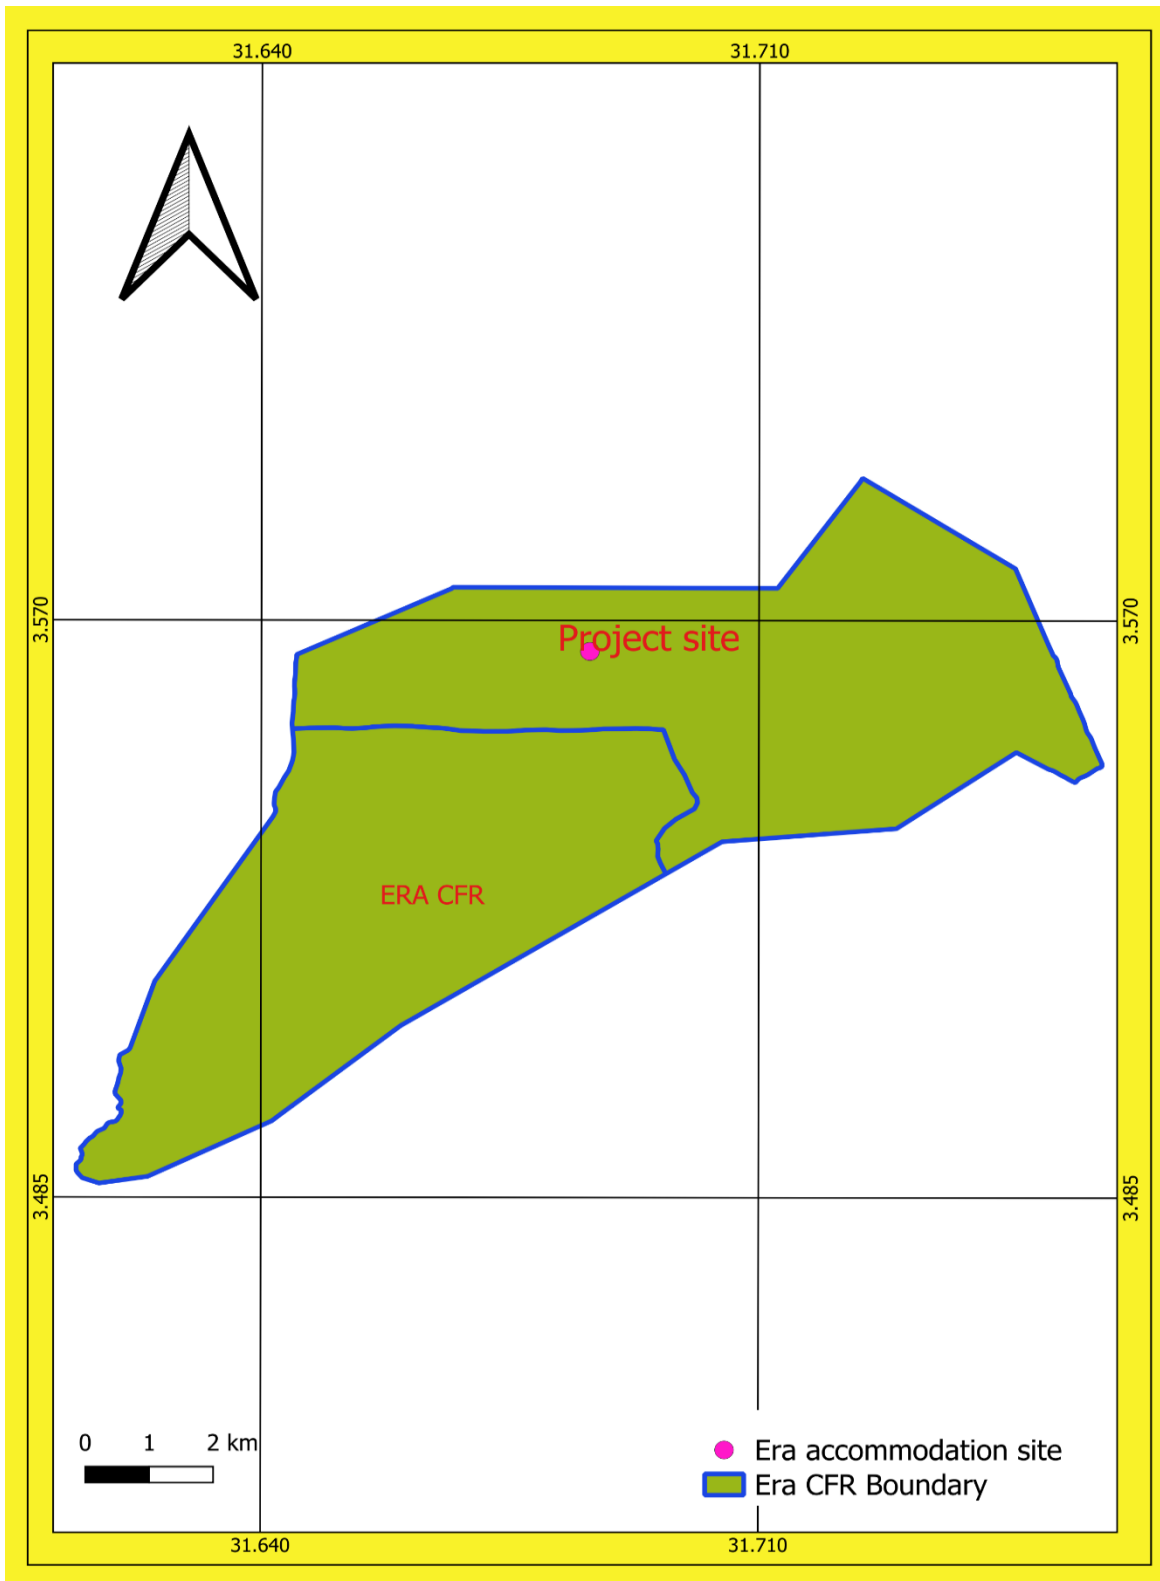 31.640 31.710
3.570 3.570
Project site
ERA CFR
3.485 3.485
0 1 2 km
Era accommodation site
Era CFR Boundary
31.640 31.710